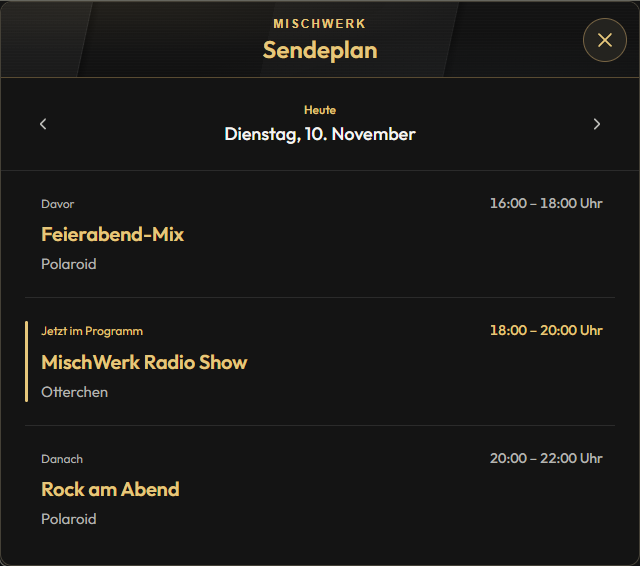 MISCHWERK
Sendeplan
Heute
Dienstag, 10. November
Davor
16:00 – 18:00 Uhr
Feierabend-Mix
Polaroid
Jetzt im Programm
18:00 – 20:00 Uhr
MischWerk Radio Show
Otterchen
Danach
20:00 – 22:00 Uhr
Rock am Abend
Polaroid